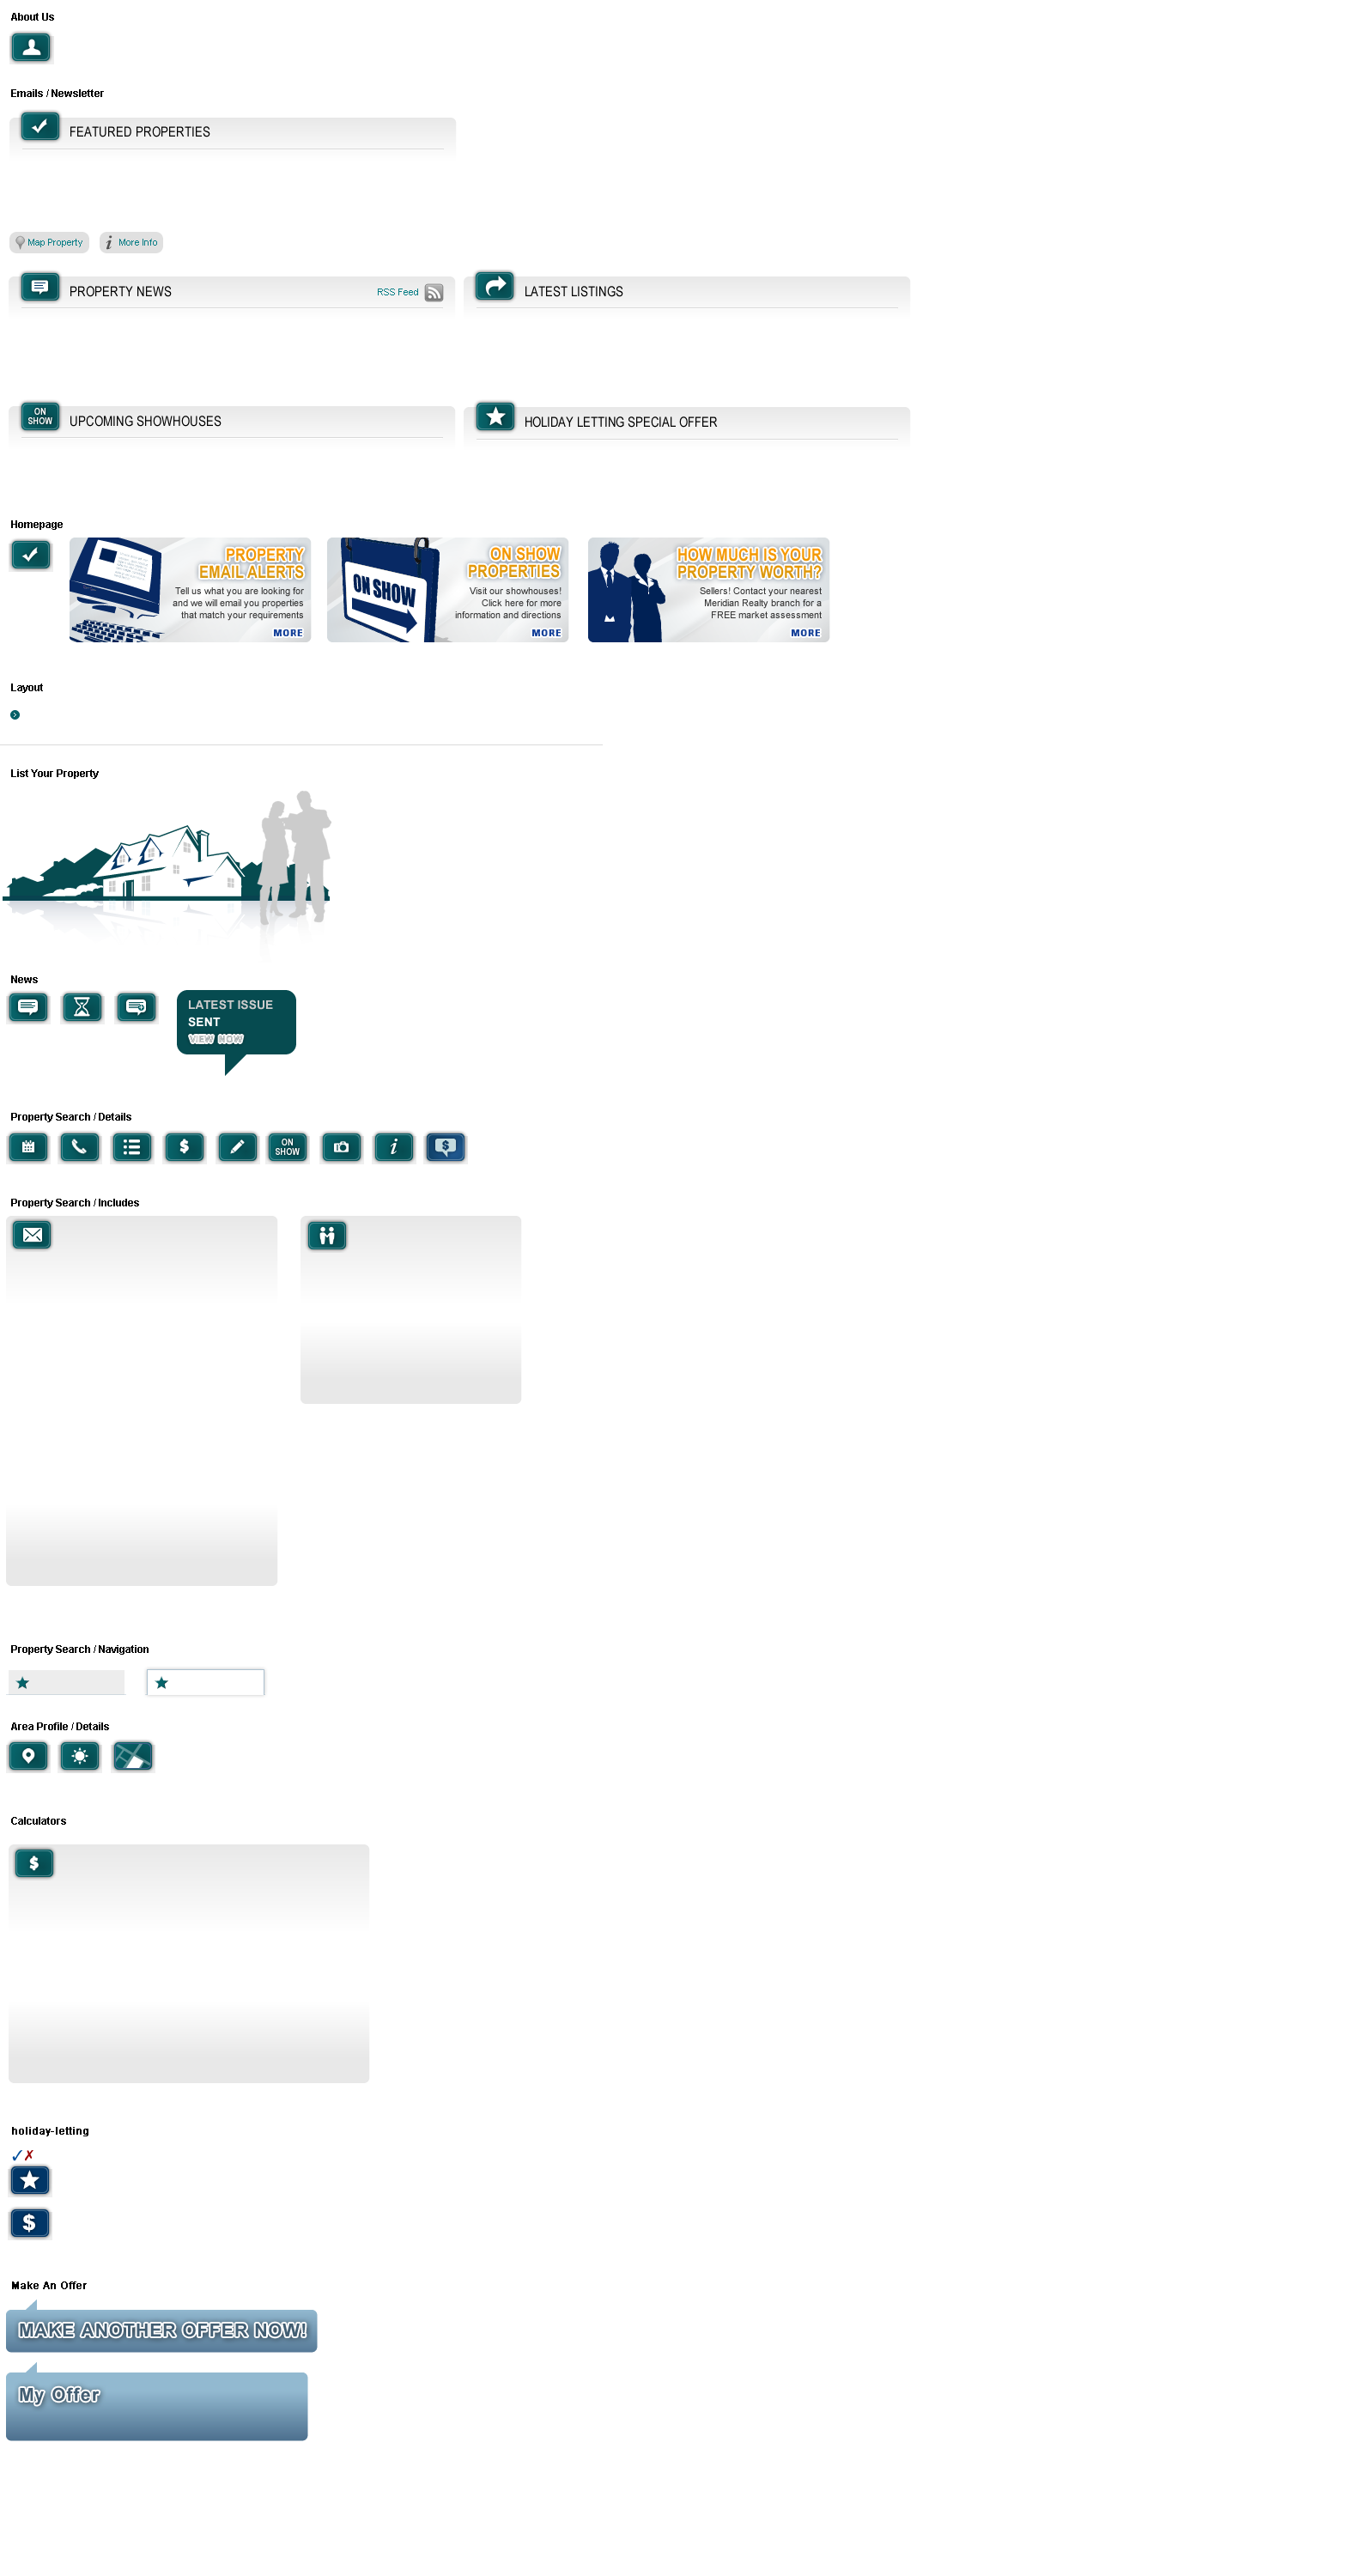 About Us
Emails / Newsletter
FEATURED PROPERTIES
Map Property
More Info
PROPERTY NEWS
RSS Feed
LATEST LISTINGS
ON
SHOW
UPCOMING SHOWHOUSES
HOLIDAY LETTING SPECIAL OFFER
Homepage
PROPERTY
EMAIL ALERTS
Tell us what you are looking for
and we will email you properties
that match your requirements
MORE
ON SHOW
ON SHOW
PROPERTIES
Visit our showhouses!
Click here for more
information and directions
MORE
HOW MUCH IS YOUR
PROPERTY WORTH?
Sellers! Contact your nearest
Meridian Realty branch for a
FREE market assessment
MORE
Layout
List Your Property
News
LATEST ISSUE
SENT
VIEW NOW
Property Search / Details
$
ON
SHOW
i
$
Property Search / Includes
Property Search / Navigation
Area Profile / Details
Calculators
$
holiday-letting
✓✗
$
Make An Offer
MAKE ANOTHER OFFER NOW!
My Offer